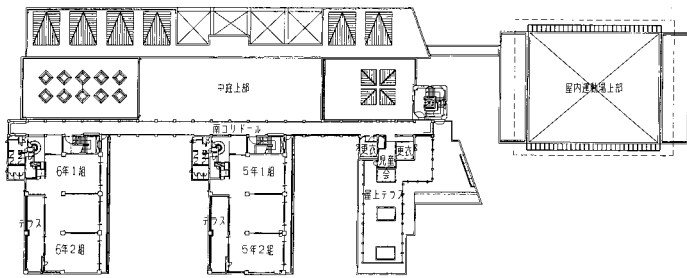 中庭上部
屋内運動場上部
南コリドール
6年1組
5年1組
更衣
更衣
児童
会
屋上テラス
テラス
テラス
6年2組
5年2組